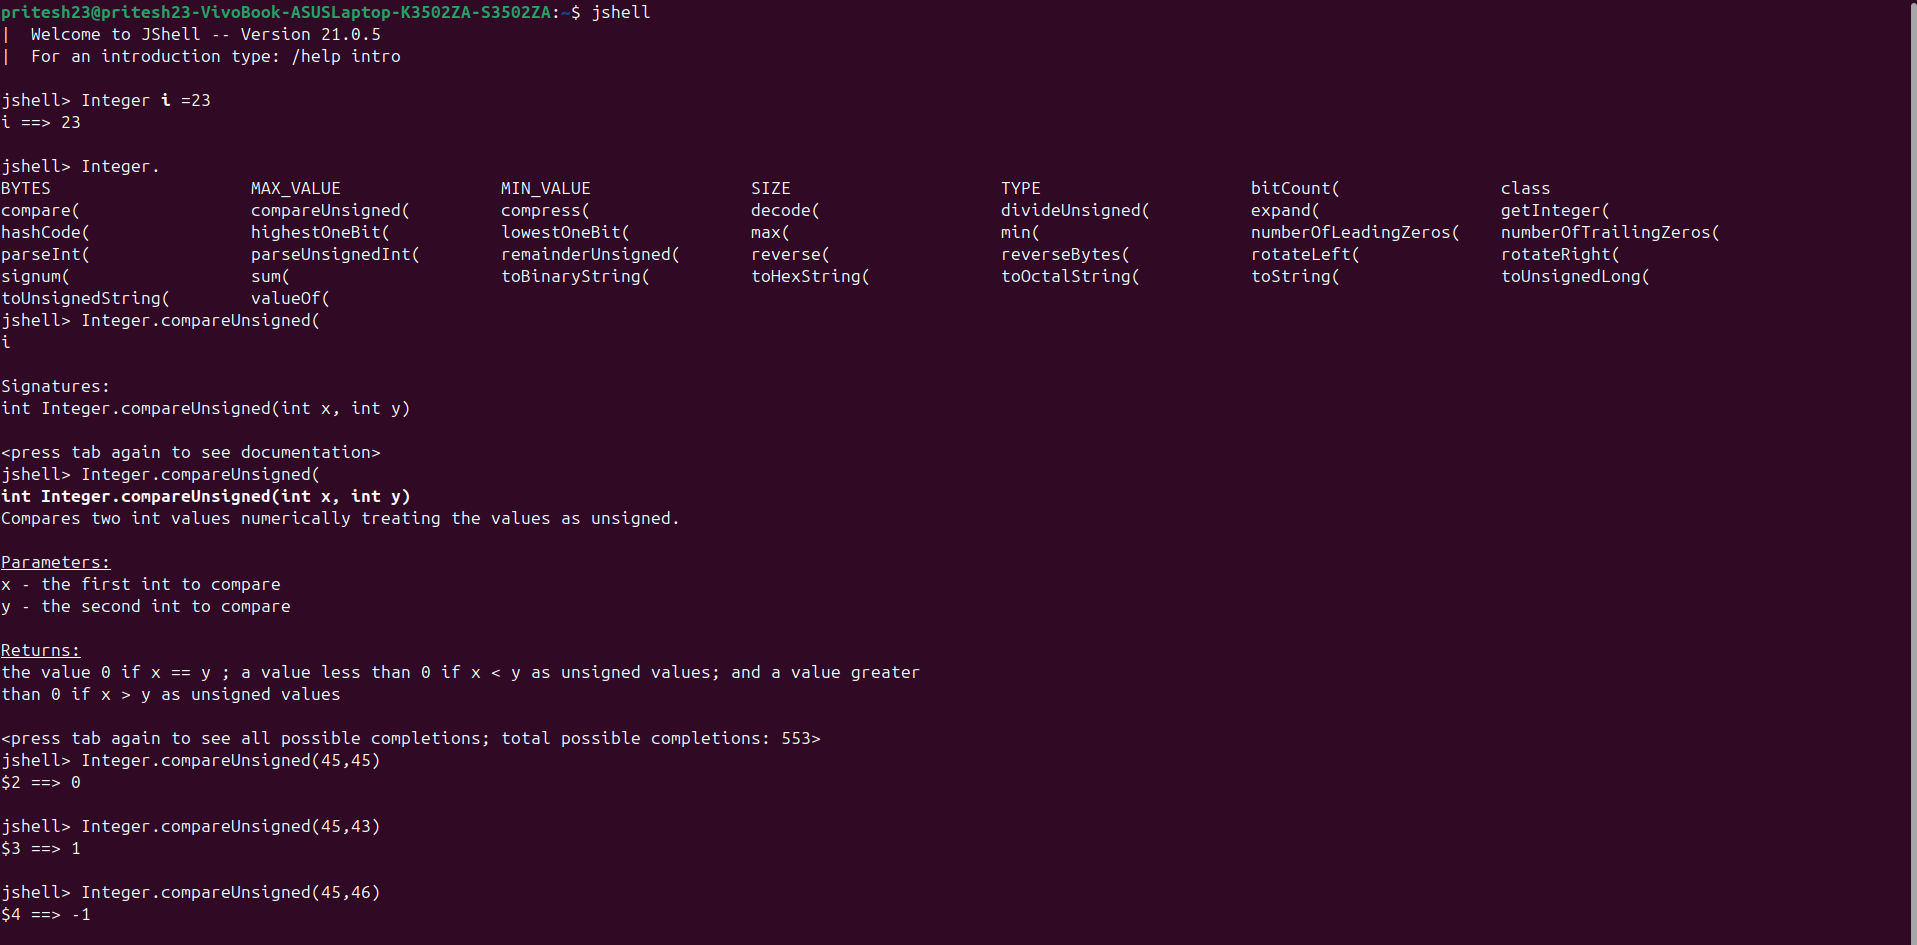 pritesh23@pritesh23-VivoBook-ASUSLaptop-K3502ZA-S3502ZA:~$ jshell
|  Welcome to JShell -- Version 21.0.5
|  For an introduction type: /help intro
jshell> Integer i =23
i ==> 23
jshell> Integer.
BYTES MAX_VALUE MIN_VALUE SIZE TYPE bitCount( class
compare( compareUnsigned( compress( decode( divideUnsigned( expand( getInteger(
hashCode( highestOneBit( lowestOneBit( max( min( numberOfLeadingZeros( numberOfTrailingZeros(
parseInt( parseUnsignedInt( remainderUnsigned( reverse( reverseBytes( rotateLeft( rotateRight(
signum( sum( toBinaryString( toHexString( toOctalString( toString( toUnsignedLong(
toUnsignedString( valueOf(
jshell> Integer.compareUnsigned(
i
Signatures:
int Integer.compareUnsigned(int x, int y)
<press tab again to see documentation>
jshell> Integer.compareUnsigned(
int Integer.compareUnsigned(int x, int y)
Compares two int values numerically treating the values as unsigned.
Parameters:
x - the first int to compare
y - the second int to compare
Returns:
the value 0 if x == y ; a value less than 0 if x < y as unsigned values; and a value greater
than 0 if x > y as unsigned values
<press tab again to see all possible completions; total possible completions: 553>
jshell> Integer.compareUnsigned(45,45)
$2 ==> 0
jshell> Integer.compareUnsigned(45,43)
$3 ==> 1
jshell> Integer.compareUnsigned(45,46)
$4 ==> -1